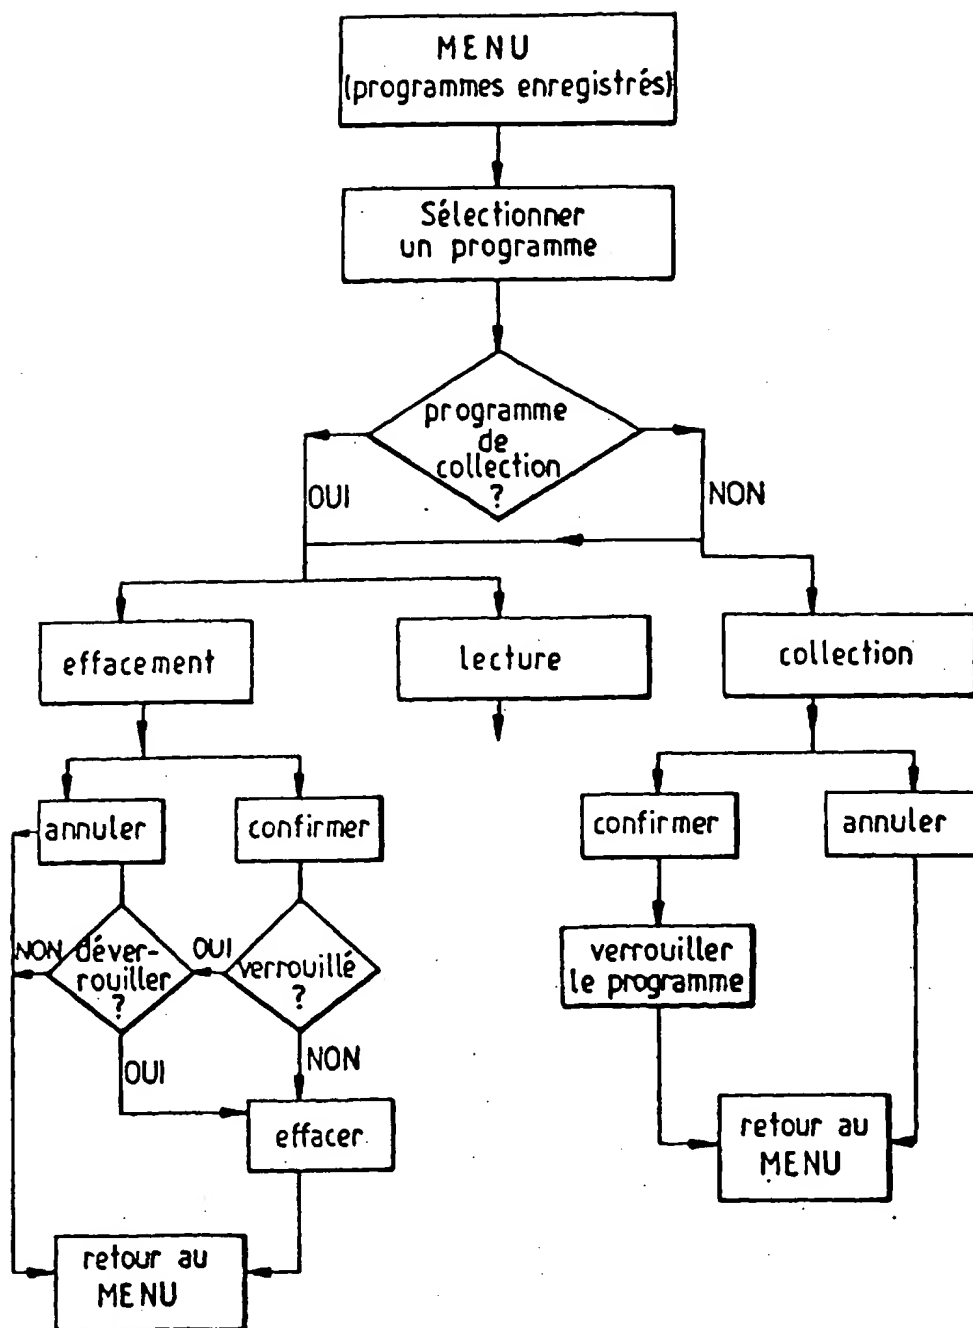 MENU
(programmes enregistrés)
Sélectionner
un programme
programme
de
collection
?
OUI
NON
effacement
lecture
collection
annuler
confirmer
confirmer
annuler
NON
déver-
rouiller
?
OUI
verrouillé
?
verrouiller
le programme
OUI
NON
effacer
retour au
MENU
retour au
MENU